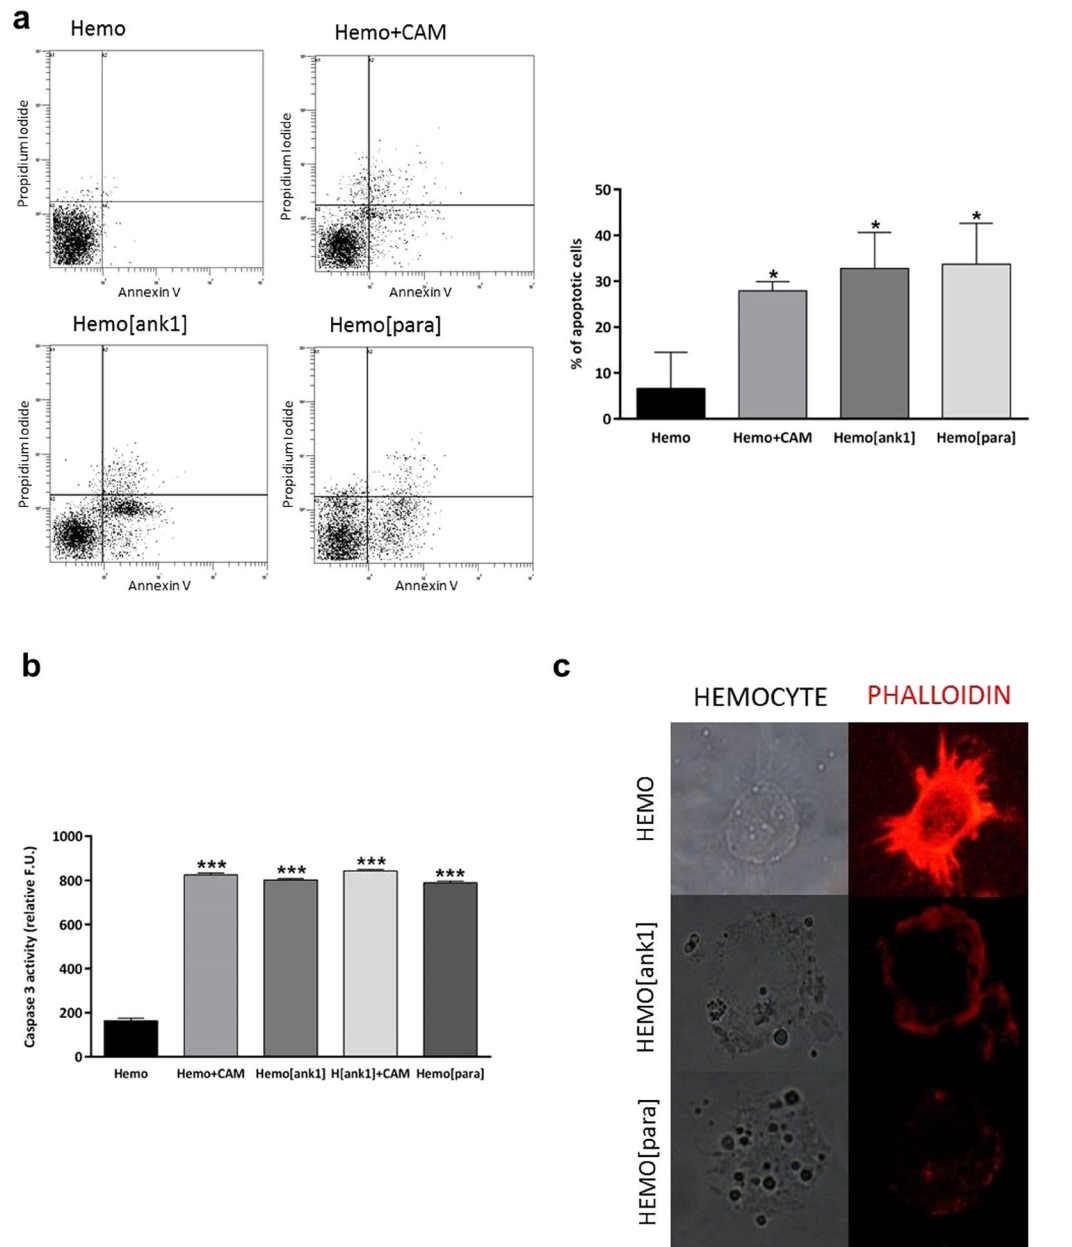 a
Hemo
Hemo+CAM
Propidium Iodide
Propidium Iodide
Annexin V
Annexin V
Hemo[ank1]
Hemo[para]
Propidium Iodide
Propidium Iodide
Annexin V
Annexin V
% of apoptotic cells
50
40
30
20
10
0
*
*
*
Hemo
Hemo+CAM
Hemo[ank1]
Hemo[para]
b
Caspase 3 activity (relative F.U.)
1000
800
600
400
200
0
***
***
***
***
Hemo
Hemo+CAM
Hemo[ank1]
H[ank1]+CAM
Hemo[para]
c
HEMOCYTE
PHALLOIDIN
HEMO
HEMO[ank1]
HEMO[para]